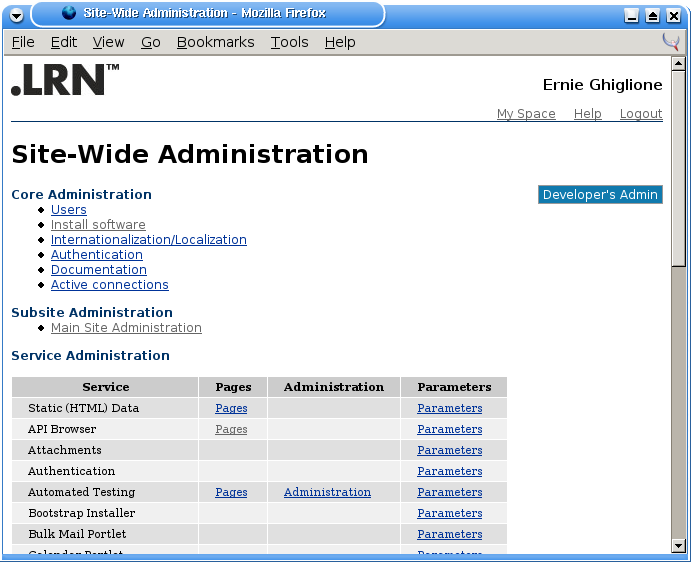 Site-Wide Administration - Mozilla Firefox
File Edit View Go Bookmarks Tools Help
.LRN™
Ernie Ghiglione
My Space Help Logout
Site-Wide Administration
Core Administration
Developer's Admin
Users
Install software
Internationalization/Localization
Authentication
Documentation
Active connections
Subsite Administration
Main Site Administration
Service Administration
Service Pages Administration Parameters
Static (HTML) Data Pages Parameters
API Browser Pages Parameters
Attachments Parameters
Authentication Parameters
Automated Testing Pages Administration Parameters
Bootstrap Installer Parameters
Bulk Mail Portlet Parameters
Calendar Portlet Parameters